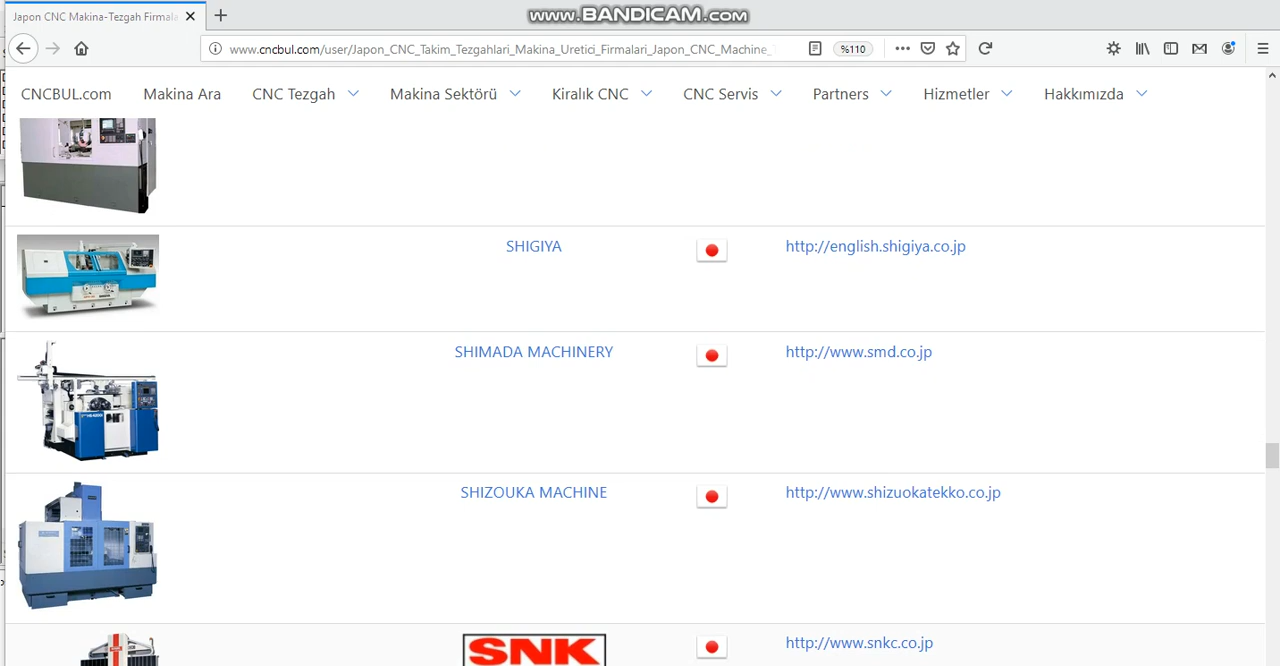 Japon CNC Makina-Tezgah Firmala
www.BANDICAM.com
www.cncbul.com/user/Japon_CNC_Takim_Tezgahlari_Makina_Uretici_Firmalari_Japon_CNC_Machine_
%110
CNCBUL.com Makina Ara CNC Tezgah Makina Sektörü Kiralık CNC CNC Servis Partners Hizmetler Hakkımızda
SHIGIYA http://english.shigiya.co.jp
SHIMADA MACHINERY http://www.smd.co.jp
SHIZOUKA MACHINE http://www.shizuokatekko.co.jp
SNK http://www.snkc.co.jp